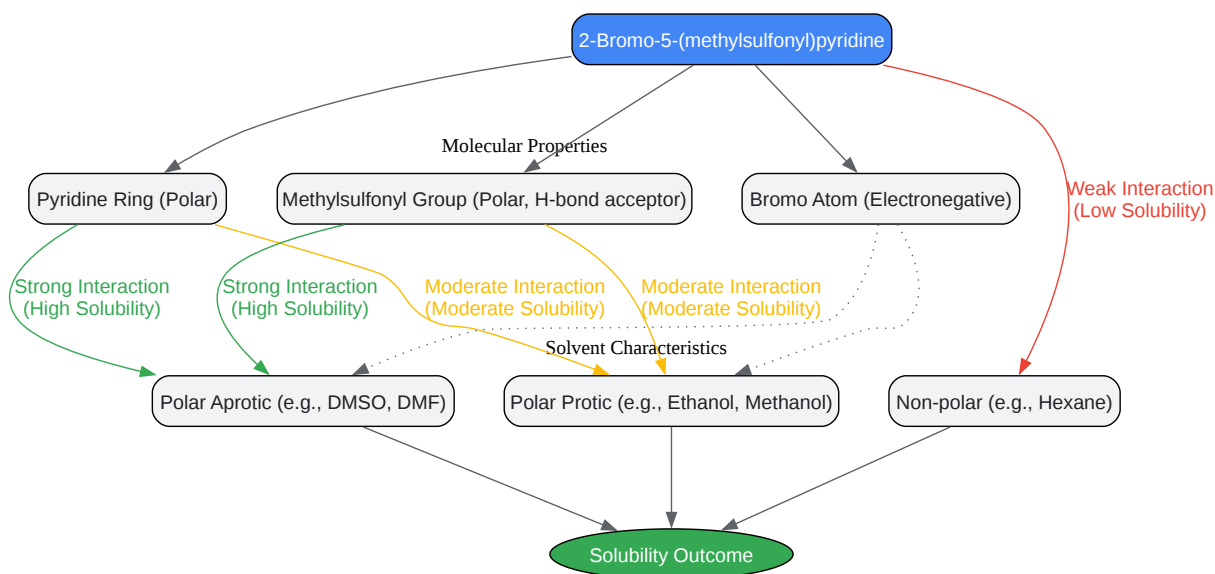 2-Bromo-5-(methylsulfonyl)pyridine
Molecular Properties
Pyridine Ring (Polar)
Methylsulfonyl Group (Polar, H-bond acceptor)
Bromo Atom (Electronegative)
Weak Interaction
(Low Solubility)
Strong Interaction
(High Solubility)
Strong Interaction
(High Solubility)
Moderate Interaction
(Moderate Solubility)
Moderate Interaction
(Moderate Solubility)
Solvent Characteristics
Polar Aprotic (e.g., DMSO, DMF)
Polar Protic (e.g., Ethanol, Methanol)
Non-polar (e.g., Hexane)
Solubility Outcome